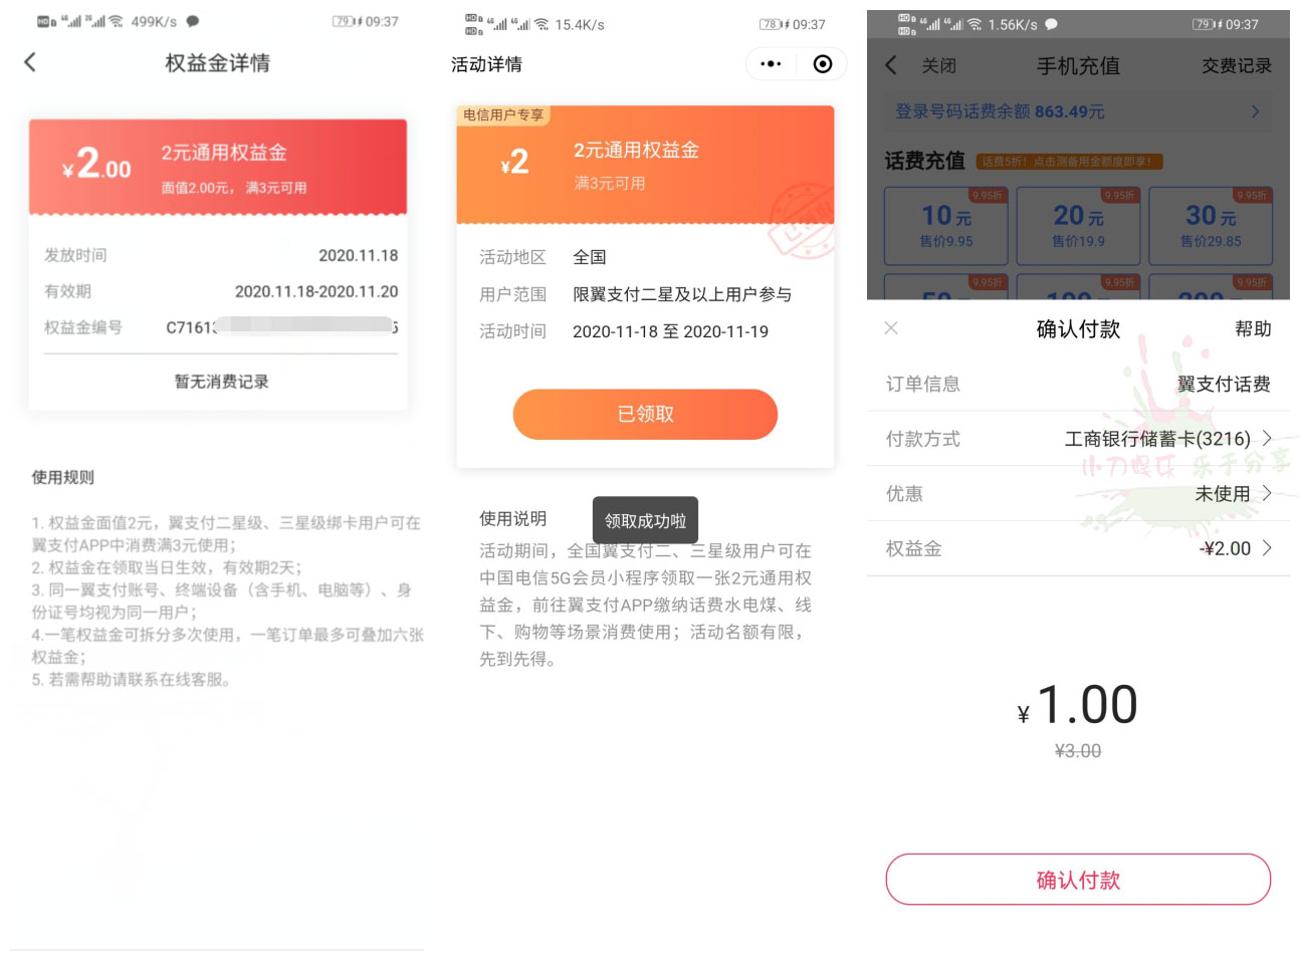 499K/s
79
09:37
权益金详情
¥2.00
2元通用权益金
面值2.00元，满3元可用
发放时间
2020.11.18
有效期
2020.11.18-2020.11.20
权益金编号
C7161
暂无消费记录
使用规则
1. 权益金面值2元，翼支付二星级、三星级绑卡用户可在
翼支付APP中消费满3元使用；
2. 权益金在领取当日生效，有效期2天；
3. 同一翼支付账号、终端设备（含手机、电脑等）、身
份证号均视为同一用户；
4.一笔权益金可拆分多次使用，一笔订单最多可叠加六张
权益金；
5. 若需帮助请联系在线客服。
15.4K/s
78
09:37
活动详情
电信用户专享
¥2
2元通用权益金
满3元可用
已领取
活动地区
全国
用户范围
限翼支付二星及以上用户参与
活动时间
2020-11-18 至 2020-11-19
已领取
使用说明
领取成功啦
活动期间，全国翼支付二、三星级用户可在
中国电信5G会员小程序领取一张2元通用权
益金，前往翼支付APP缴纳话费水电煤、线
下、购物等场景消费使用；活动名额有限，
先到先得。
1.56K/s
79
09:37
关闭
手机充值
交费记录
登录号码话费余额 863.49元
话费充值
话费5折！点击测备用金额度即享！
9.95折
10元
售价9.95
9.95折
20元
售价19.9
9.95折
30元
售价29.85
9.95折
9.95折
9.95折
确认付款
帮助
订单信息
翼支付话费
付款方式
工商银行储蓄卡(3216)
小刀娱乐 乐于分享
优惠
未使用
权益金
-¥2.00
¥1.00
¥3.00
确认付款